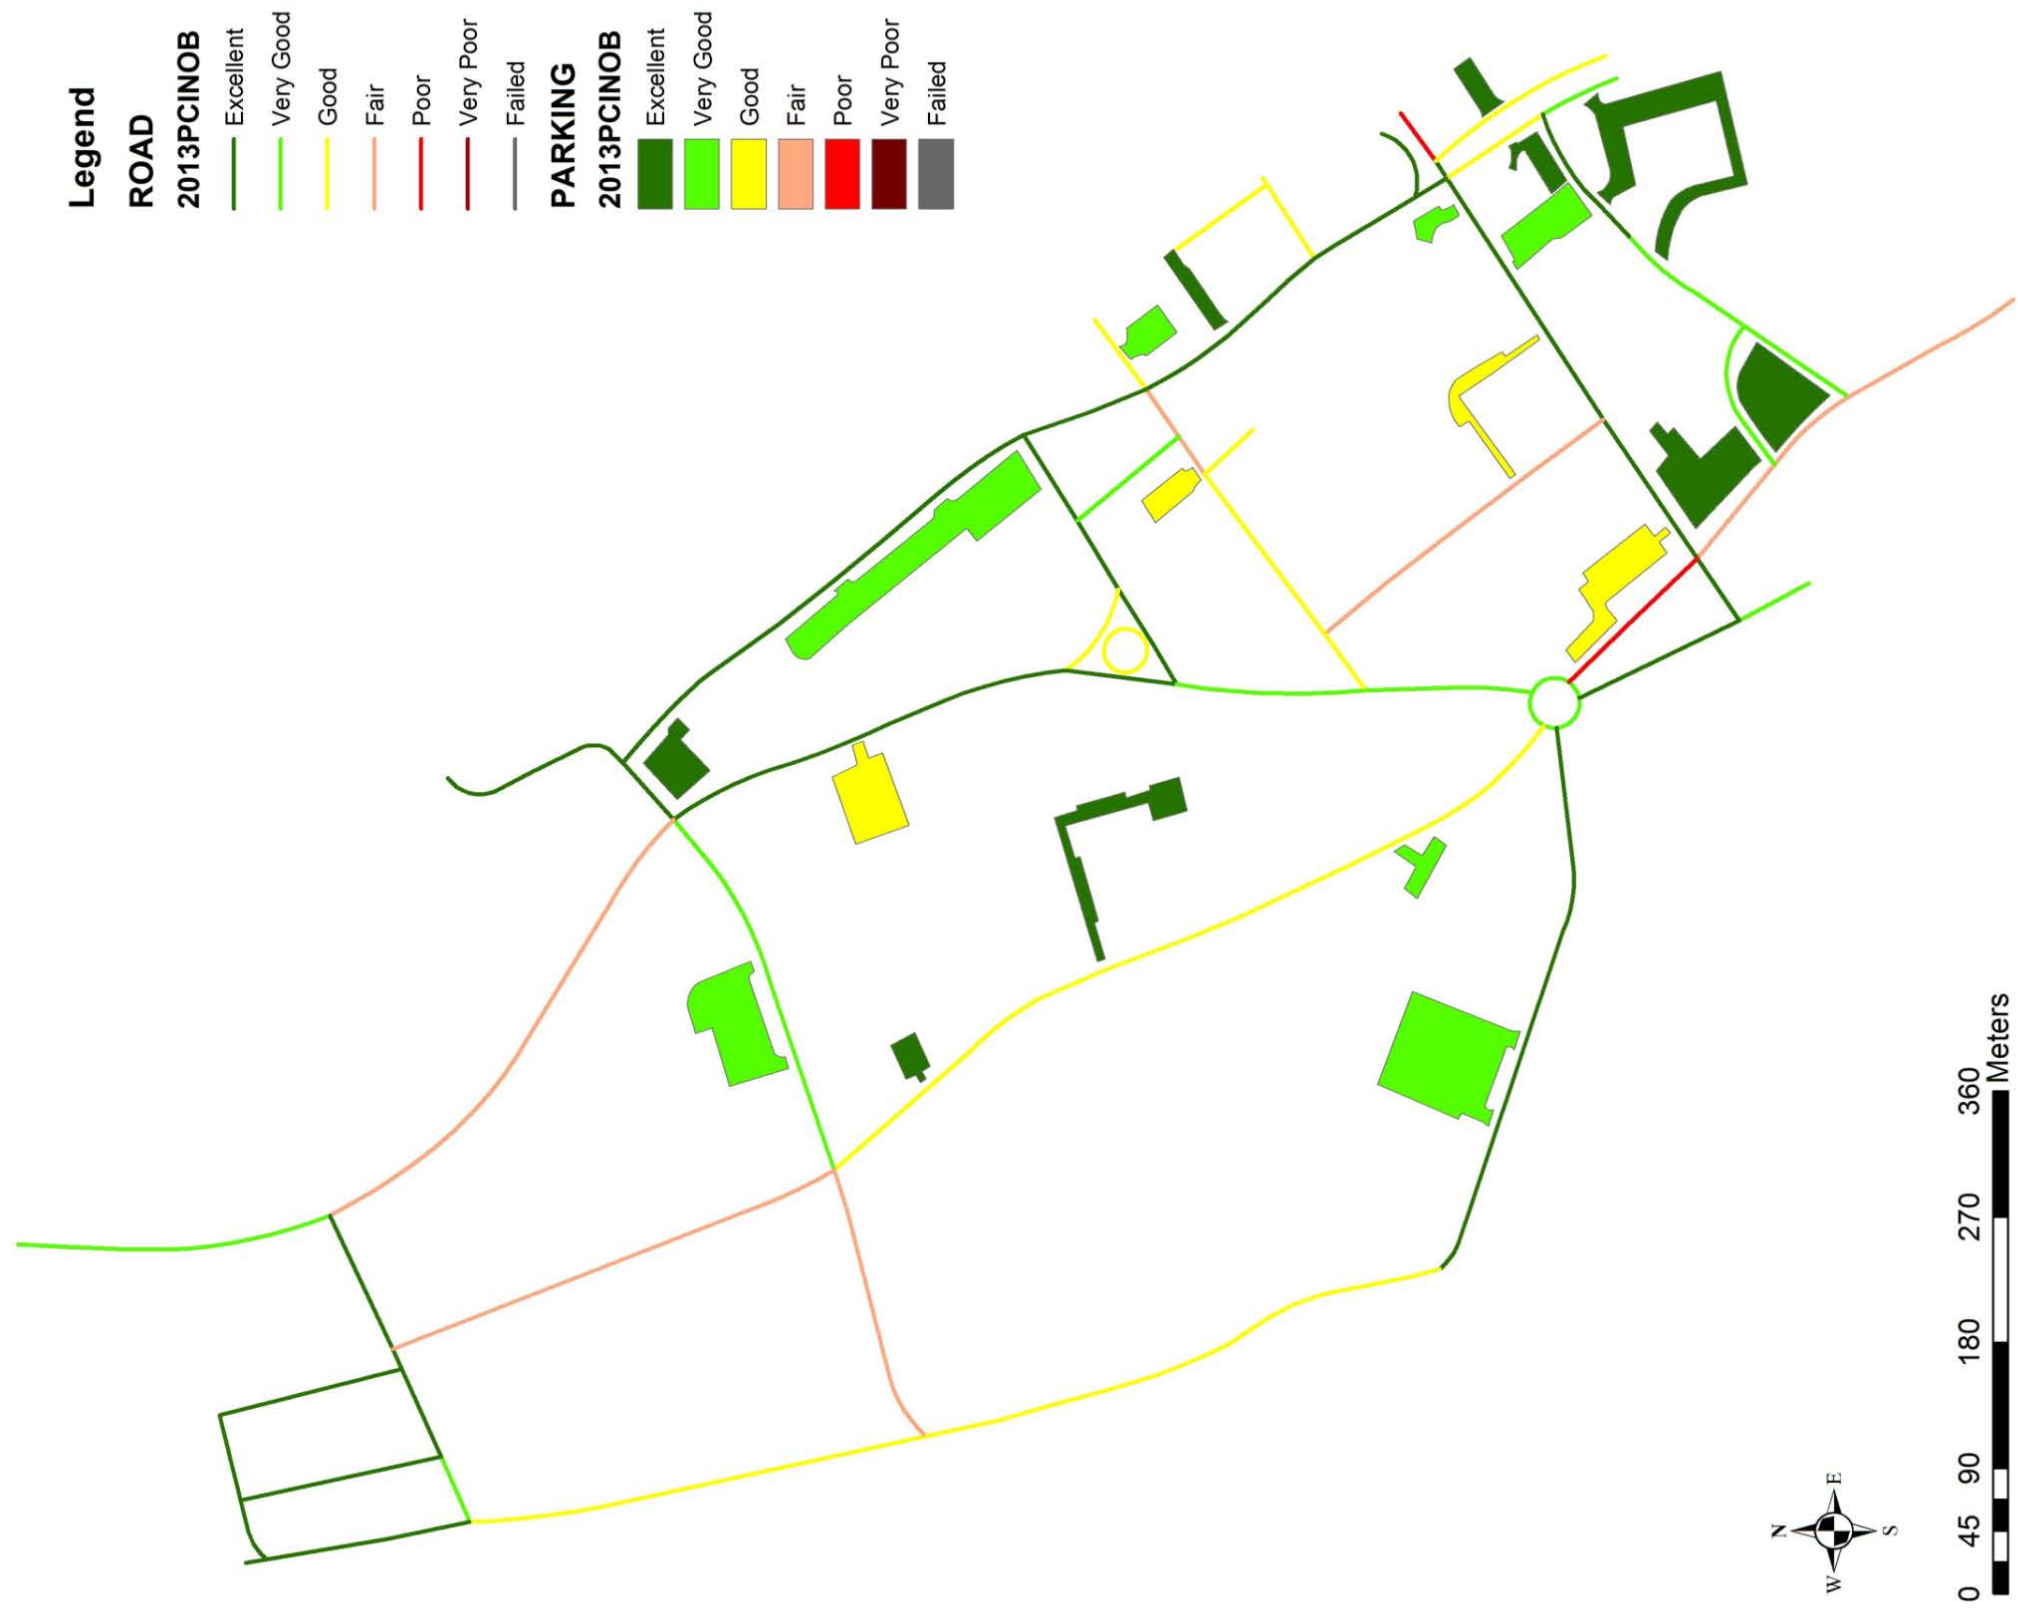 Legend
ROAD
2013PCINOB
Excellent
Very Good
Good
Fair
Poor
Very Poor
Failed
PARKING
2013PCINOB
Excellent
Very Good
Good
Fair
Poor
Very Poor
Failed
N
W E
S
0 45 90 180 270 360
Meters